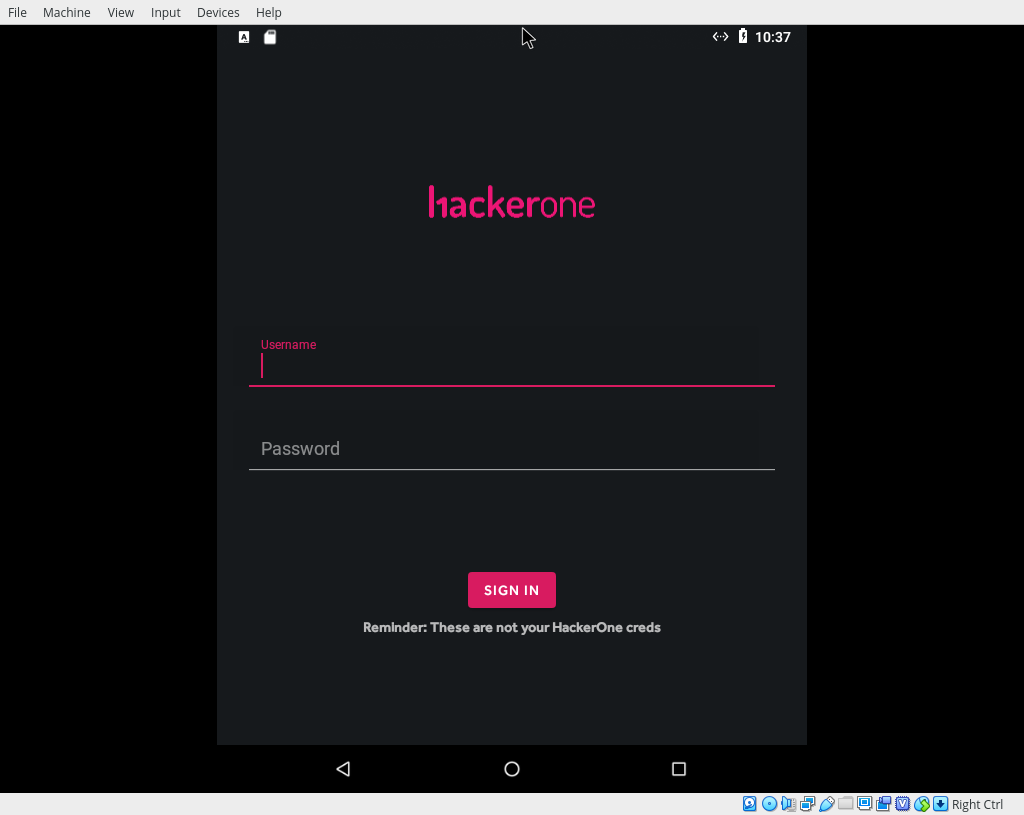 File Machine View Input Devices Help
A 10:37
hackerone
Username
Password
SIGN IN
Reminder: These are not your HackerOne creds
V Right Ctrl